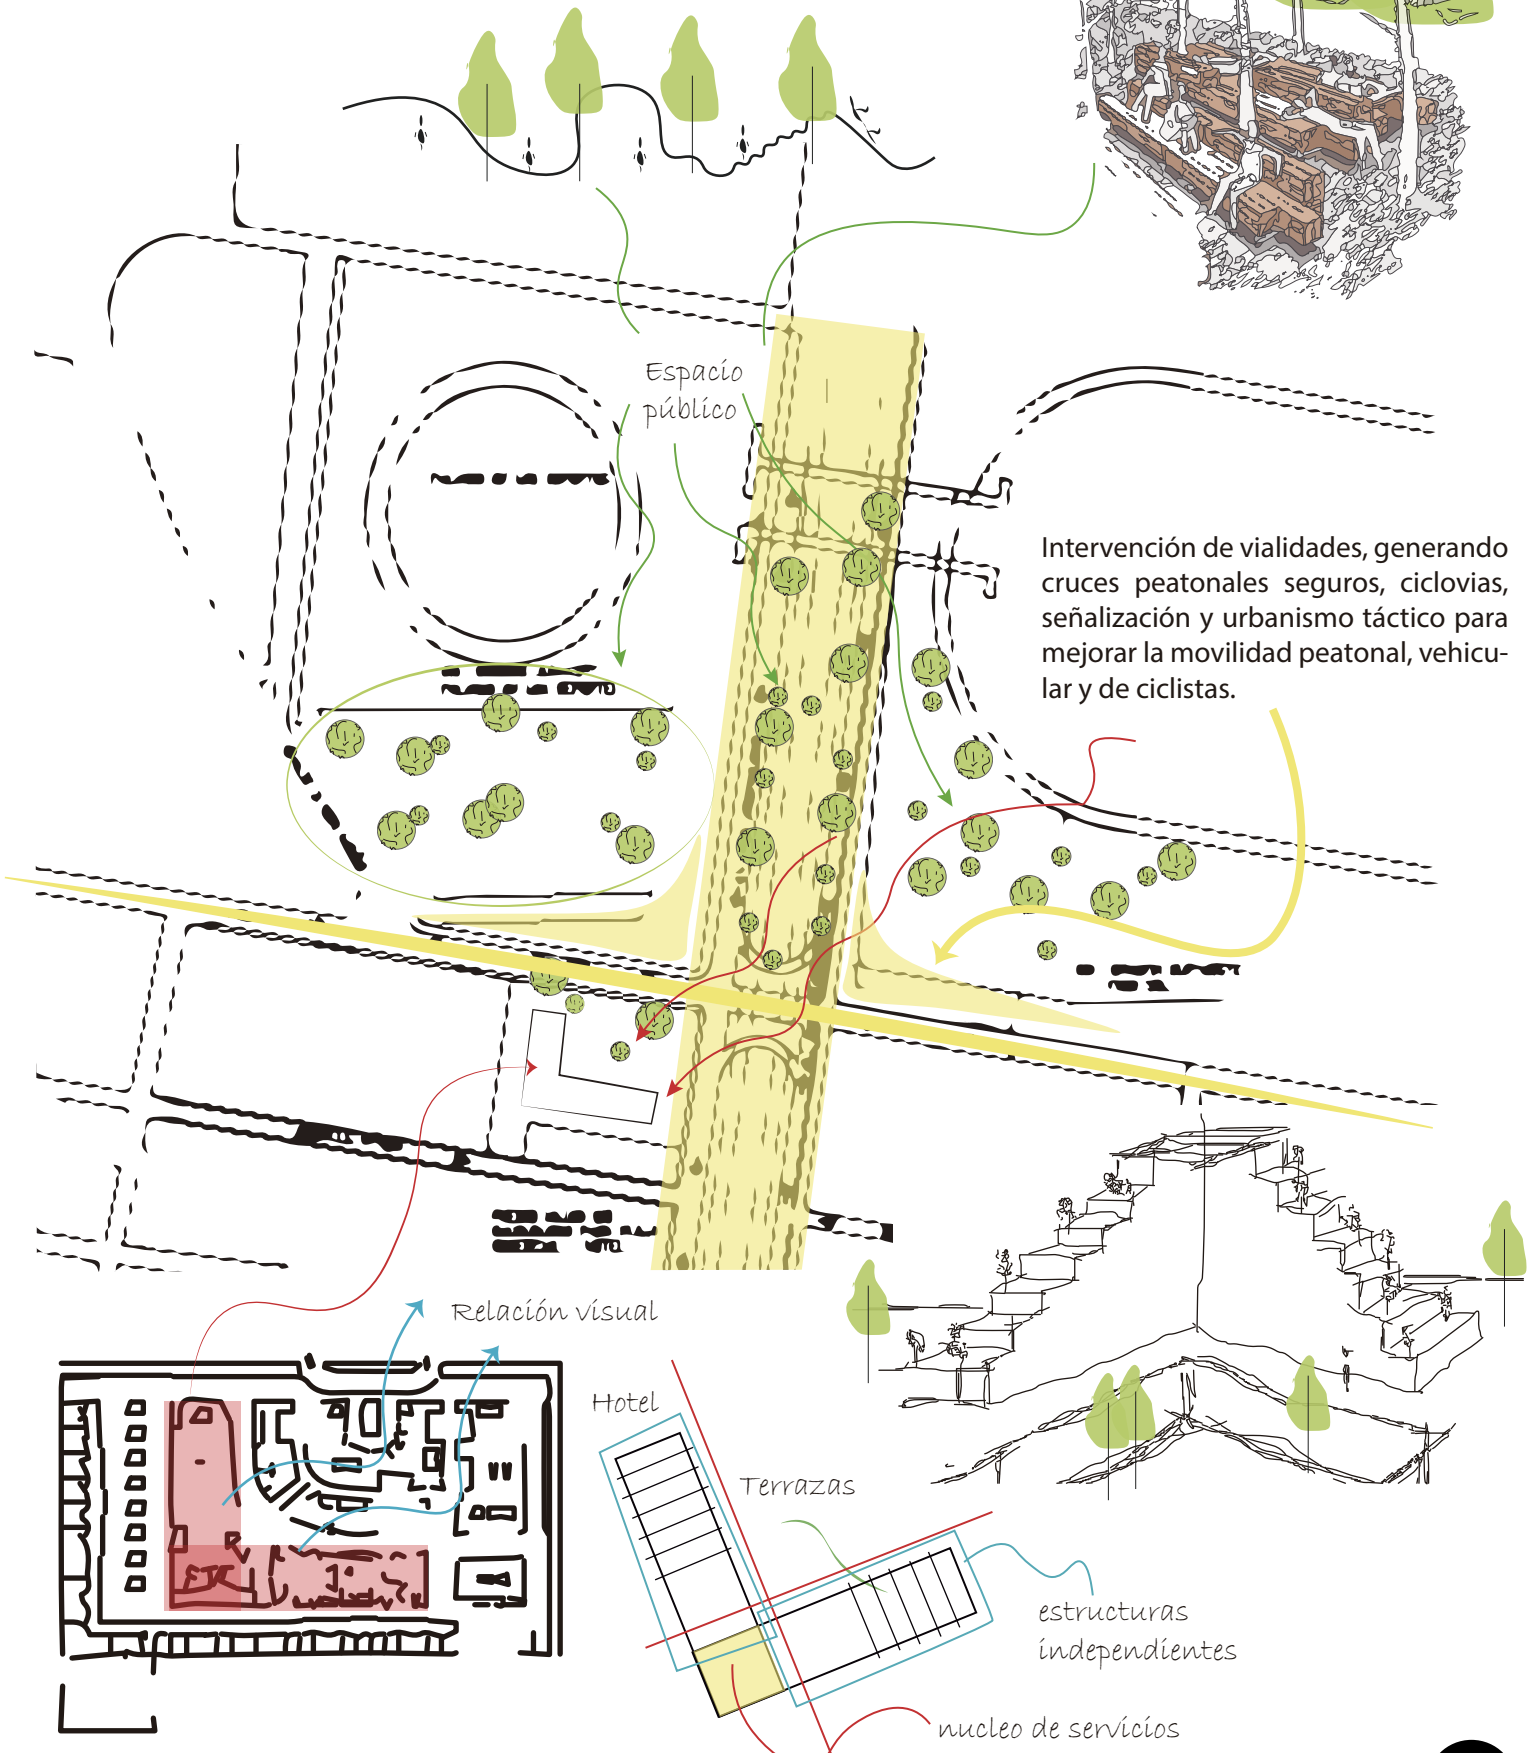 Espacio
público
Intervención de vialidades, generando
cruces peatonales seguros, ciclovias,
señalización y urbanismo táctico para
mejorar la movilidad peatonal, vehicu-
lar y de ciclistas.
Relación visual
Hotel
Terrazas
estructuras
independientes
nucleo de servicios